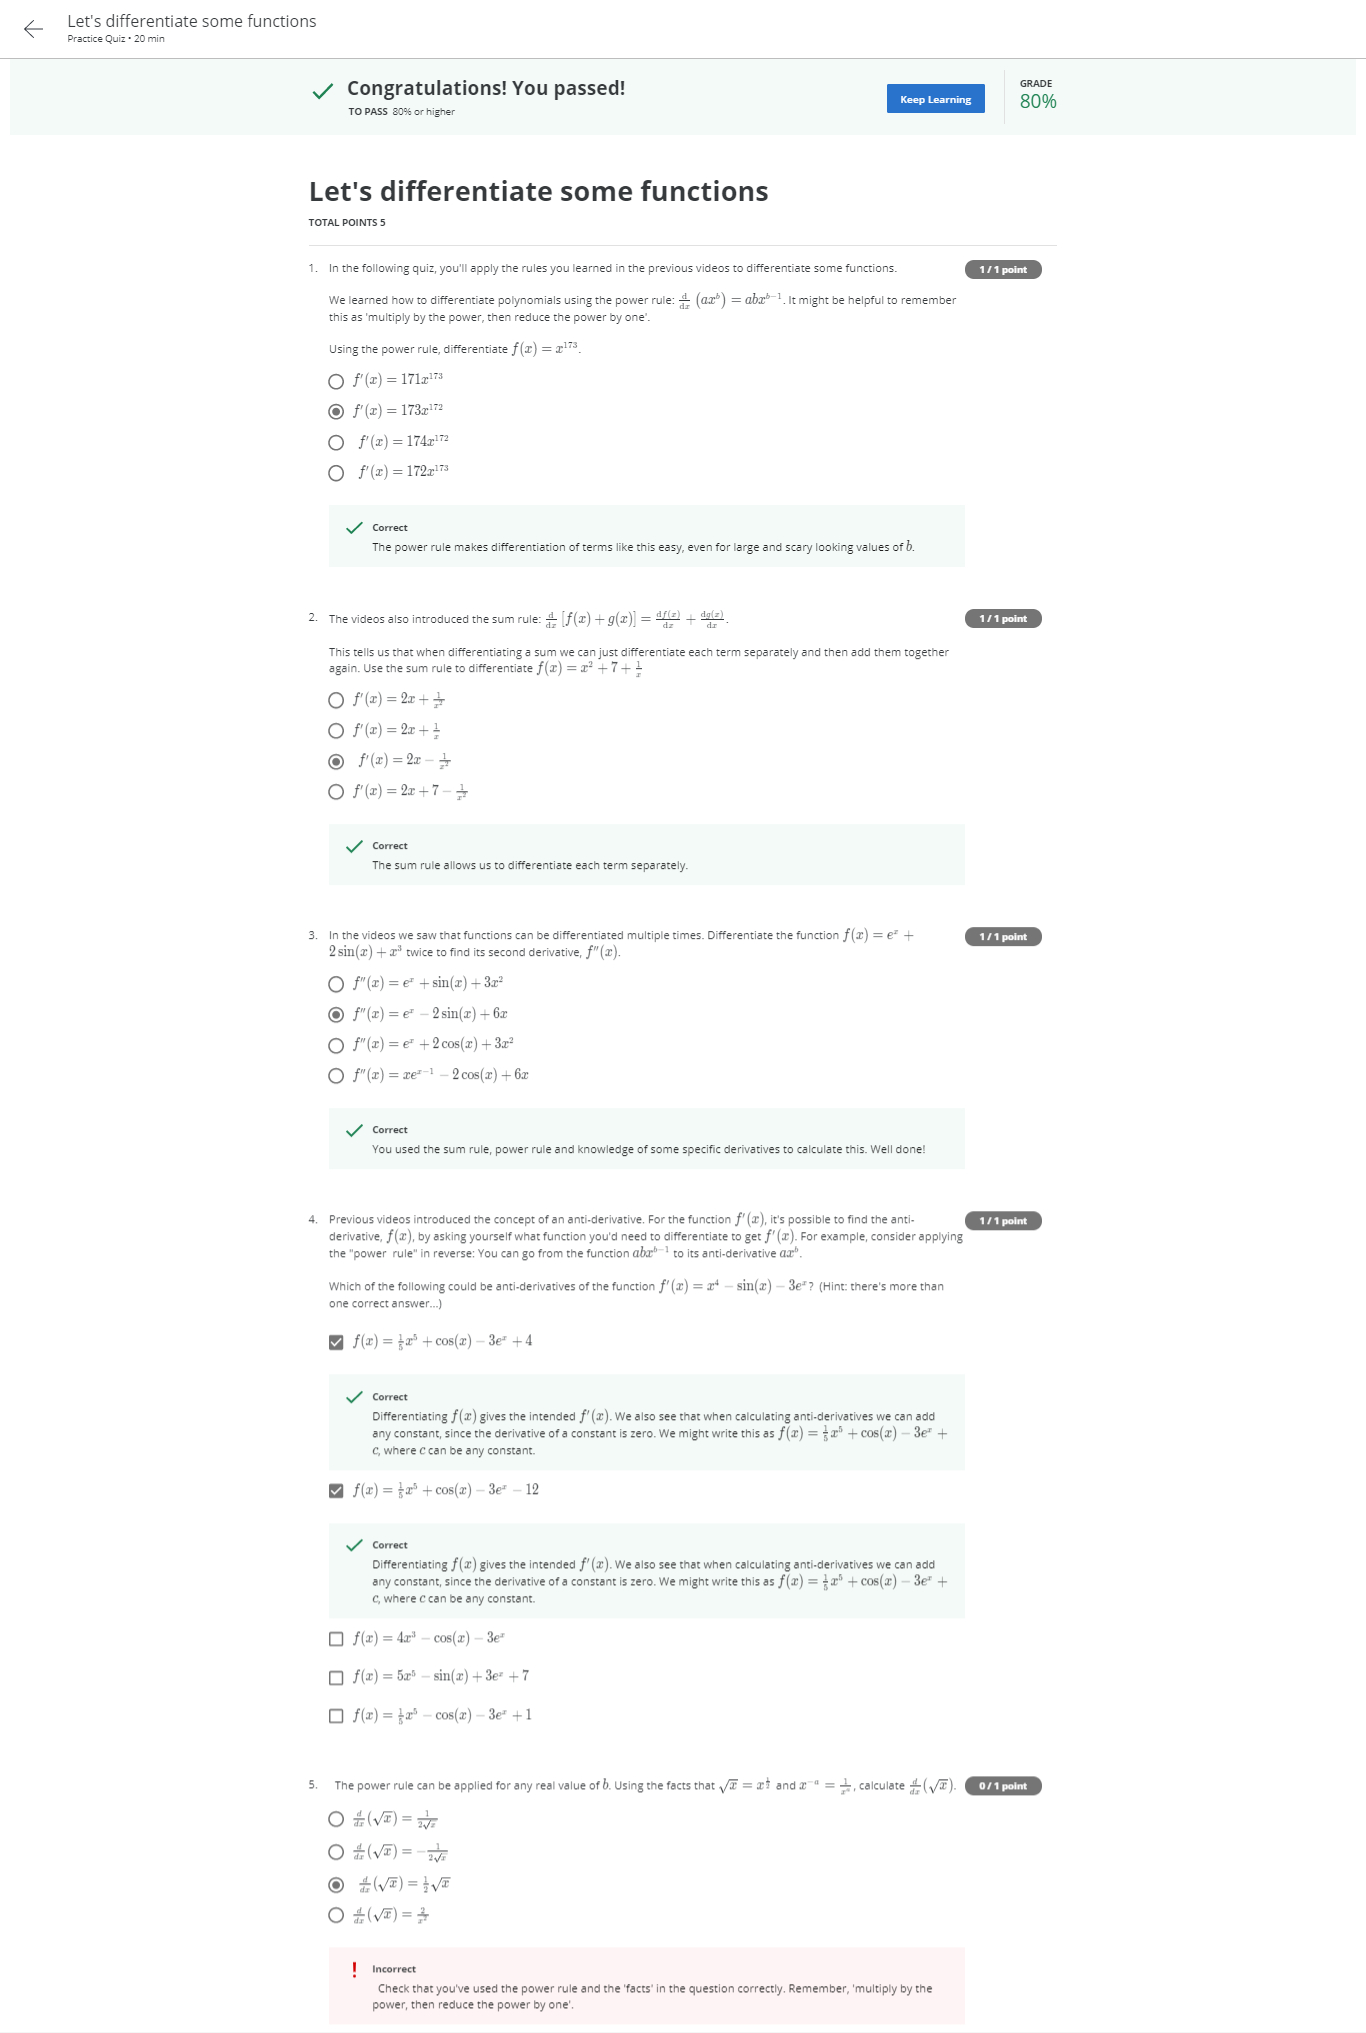 Let's differentiate some functions
Practice Quiz • 20 min
Congratulations! You passed!
TO PASS 80% or higher
Keep Learning
GRADE
80%
Let's differentiate some functions
TOTAL POINTS 5
1. In the following quiz, you'll apply the rules you learned in the previous videos to differentiate some functions.
1 / 1 point
We learned how to differentiate polynomials using the power rule: $\frac{d}{dx}(ax^b) = abx^{b-1}$. It might be helpful to remember
this as 'multiply by the power, then reduce the power by one'.
Using the power rule, differentiate $f(x) = x^{173}$.
$f'(x) = 171x^{173}$
$f'(x) = 173x^{172}$
$f'(x) = 174x^{172}$
$f'(x) = 172x^{173}$
Correct
The power rule makes differentiation of terms like this easy, even for large and scary looking values of $b$.
2. The videos also introduced the sum rule: $\frac{d}{dx}[f(x) + g(x)] = \frac{df(x)}{dx} + \frac{dg(x)}{dx}$.
1 / 1 point
This tells us that when differentiating a sum we can just differentiate each term separately and then add them together
again. Use the sum rule to differentiate $f(x) = x^2 + 7 + \frac{1}{x}$
$f'(x) = 2x + \frac{1}{x^2}$
$f'(x) = 2x + \frac{1}{x}$
$f'(x) = 2x - \frac{1}{x^2}$
$f'(x) = 2x + 7 - \frac{1}{x^2}$
Correct
The sum rule allows us to differentiate each term separately.
3. In the videos we saw that functions can be differentiated multiple times. Differentiate the function $f(x) = e^x +$
1 / 1 point
$2\sin(x) + x^3$ twice to find its second derivative, $f''(x)$.
$f''(x) = e^x + \sin(x) + 3x^2$
$f''(x) = e^x - 2\sin(x) + 6x$
$f''(x) = e^x + 2\cos(x) + 3x^2$
$f''(x) = xe^{x-1} - 2\cos(x) + 6x$
Correct
You used the sum rule, power rule and knowledge of some specific derivatives to calculate this. Well done!
4. Previous videos introduced the concept of an anti-derivative. For the function $f'(x)$, it's possible to find the anti-
1 / 1 point
derivative, $f(x)$, by asking yourself what function you'd need to differentiate to get $f'(x)$. For example, consider applying
the "power rule" in reverse: You can go from the function $abx^{b-1}$ to its anti-derivative $ax^b$.
Which of the following could be anti-derivatives of the function $f'(x) = x^4 - \sin(x) - 3e^x$? (Hint: there's more than
one correct answer...)
$f(x) = \frac{1}{5}x^5 + \cos(x) - 3e^x + 4$
Correct
Differentiating $f(x)$ gives the intended $f'(x)$. We also see that when calculating anti-derivatives we can add
any constant, since the derivative of a constant is zero. We might write this as $f(x) = \frac{1}{5}x^5 + \cos(x) - 3e^x +$
$c$, where $c$ can be any constant.
$f(x) = \frac{1}{5}x^5 + \cos(x) - 3e^x - 12$
Correct
Differentiating $f(x)$ gives the intended $f'(x)$. We also see that when calculating anti-derivatives we can add
any constant, since the derivative of a constant is zero. We might write this as $f(x) = \frac{1}{5}x^5 + \cos(x) - 3e^x +$
$c$, where $c$ can be any constant.
$f(x) = 4x^3 - \cos(x) - 3e^x$
$f(x) = 5x^5 - \sin(x) + 3e^x + 7$
$f(x) = \frac{1}{5}x^5 - \cos(x) - 3e^x + 1$
5. The power rule can be applied for any real value of $b$. Using the facts that $\sqrt{x} = x^{\frac{1}{2}}$ and $x^{-a} = \frac{1}{x^a}$, calculate $\frac{d}{dx}(\sqrt{x})$.
0 / 1 point
$\frac{d}{dx}(\sqrt{x}) = \frac{1}{2\sqrt{x}}$
$\frac{d}{dx}(\sqrt{x}) = -\frac{1}{2\sqrt{x}}$
$\frac{d}{dx}(\sqrt{x}) = \frac{1}{2}\sqrt{x}$
$\frac{d}{dx}(\sqrt{x}) = \frac{2}{x^2}$
Incorrect
Check that you've used the power rule and the 'facts' in the question correctly. Remember, 'multiply by the
power, then reduce the power by one'.